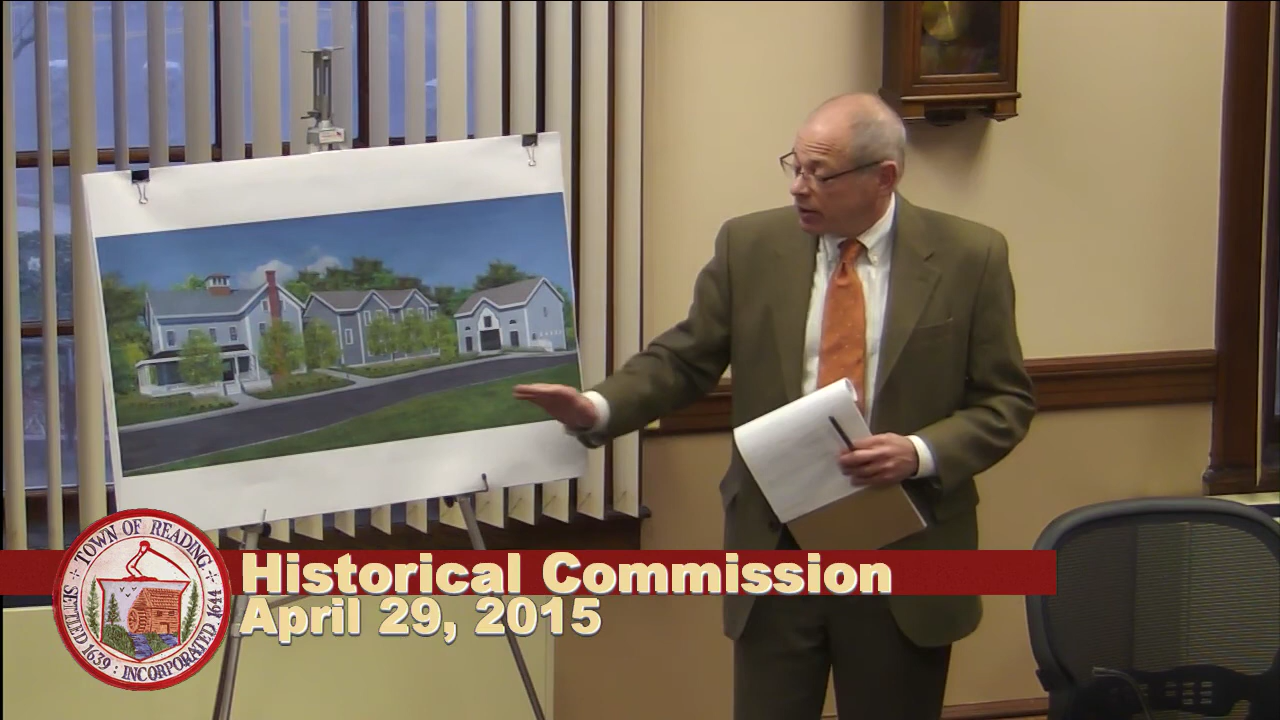 Historical Commission
April 29, 2015
TOWN OF READING
SETTLED 1639 : INCORPORATED 1644